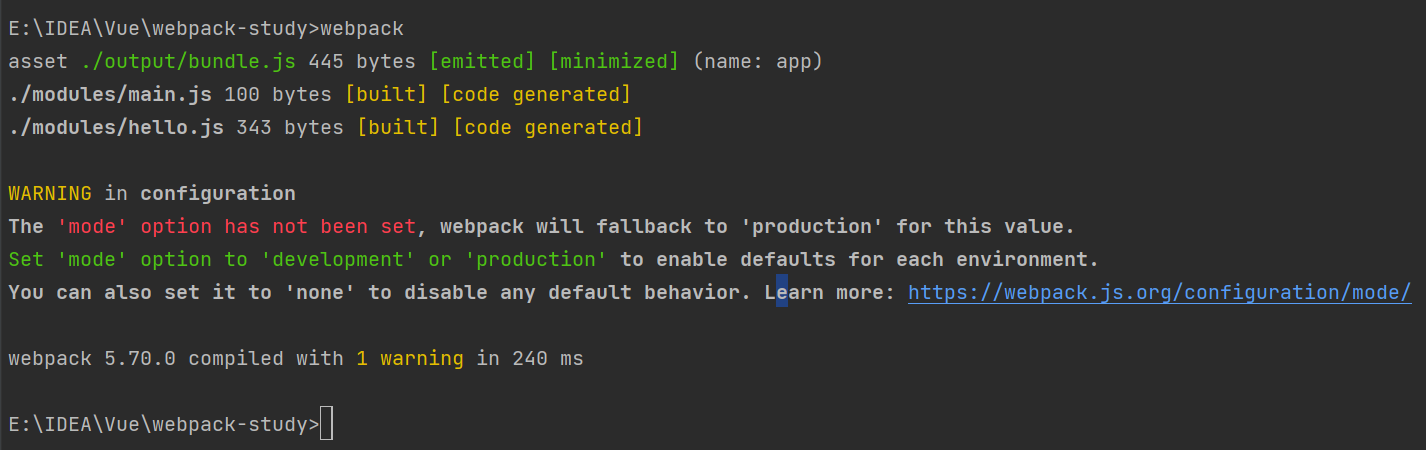 E:\IDEA\Vue\webpack-study>webpack
asset ./output/bundle.js 445 bytes [emitted] [minimized] (name: app)
./modules/main.js 100 bytes [built] [code generated]
./modules/hello.js 343 bytes [built] [code generated]
WARNING in configuration
The 'mode' option has not been set, webpack will fallback to 'production' for this value.
Set 'mode' option to 'development' or 'production' to enable defaults for each environment.
You can also set it to 'none' to disable any default behavior. Learn more: https://webpack.js.org/configuration/mode/
webpack 5.70.0 compiled with 1 warning in 240 ms
E:\IDEA\Vue\webpack-study>